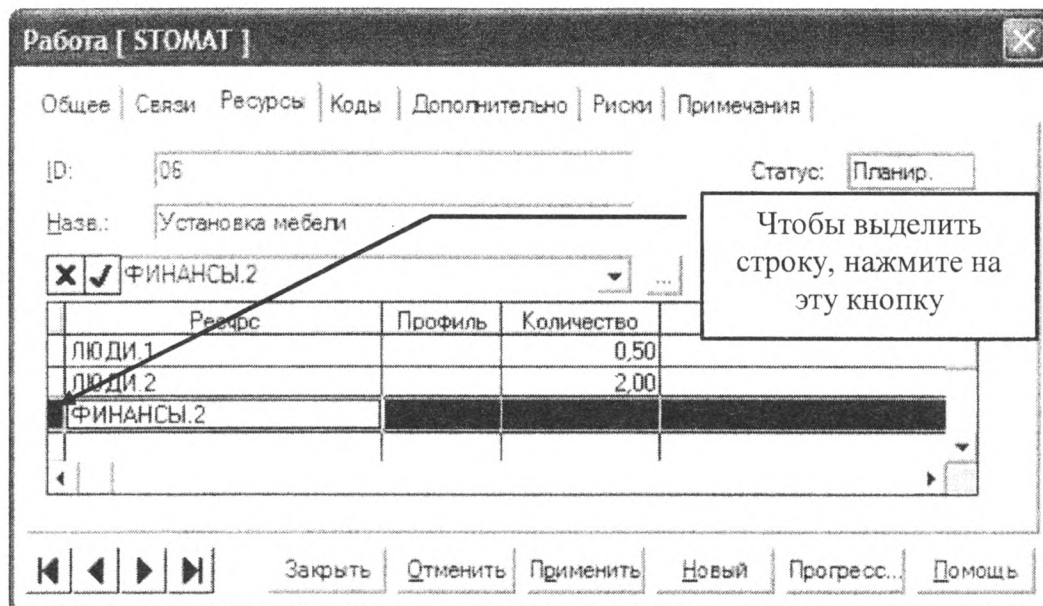 Работа [ STOMAT ]
Общее Связи Ресурсы Коды Дополнительно Риски Примечания
ID: 06 Статус: Планир.
Назв.: Установка мебели
Чтобы выделить
строку, нажмите на
эту кнопку
ФИНАНСЫ.2 ...
Ресурс Профиль Количество
ЛЮДИ.1 0,50
ЛЮДИ.2 2,00
ФИНАНСЫ.2
Закрыть Отменить Применить Новый Прогресс... Помощь